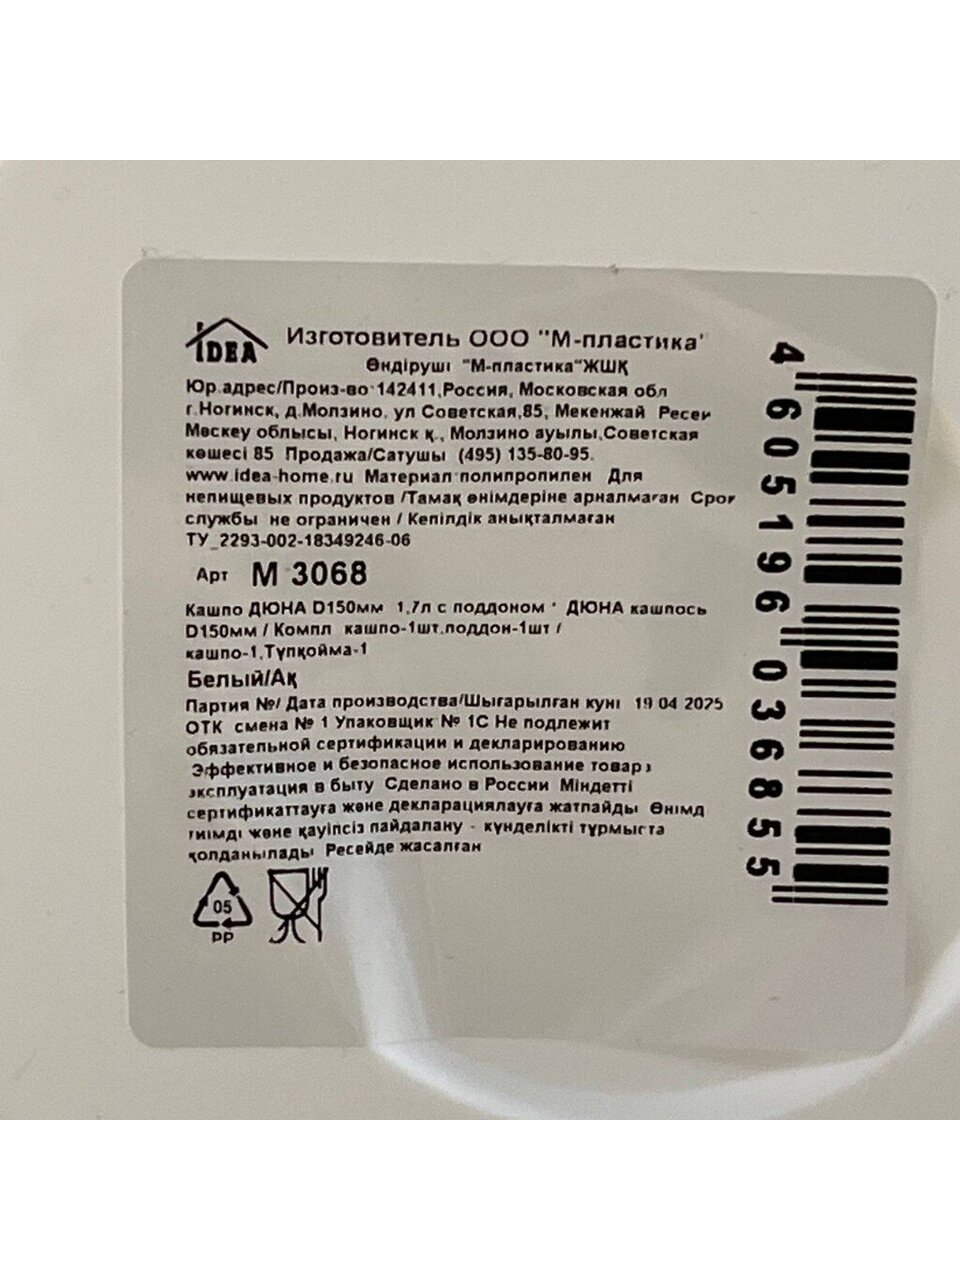 IDEA
Изготовитель ООО "М-пластика"
Өндіруші "М-пластика"ЖШҚ
Юр.адрес/Произ-во 142411,Россия, Московская обл
г.Ногинск, д.Молзино, ул Советская,85, Мекенжай Ресей
Мәскеу облысы, Ногинск қ., Молзино ауылы,Советская
көшесі 85 Продажа/Сатушы (495) 135-80-95.
www.idea-home.ru Материал полипропилен Для
непищевых продуктов /Тамақ өнімдеріне арналмаған Срок
службы не ограничен / Кепілдік анықталмаған
ТУ_2293-002-18349246-06
Арт М 3068
Кашпо ДЮНА D150мм 1,7л с поддоном * ДЮНА кашпосы
D150мм / Компл кашпо-1шт,поддон-1шт /
кашпо-1,Түпқойма-1
Белый/Ақ
Партия №/ Дата производства/Шығарылған күні 19 04 2025
ОТК смена № 1 Упаковщик № 1С Не подлежит
обязательной сертификации и декларированию
Эффективное и безопасное использование товара
эксплуатация в быту Сделано в России Міндетті
сертификаттауға және декларациялауға жатпайды Өнімд
тиімді және қауіпсіз пайдалану - күнделікті тұрмыста
қолданылады Ресейде жасалған
05
PP
4 605196 036855